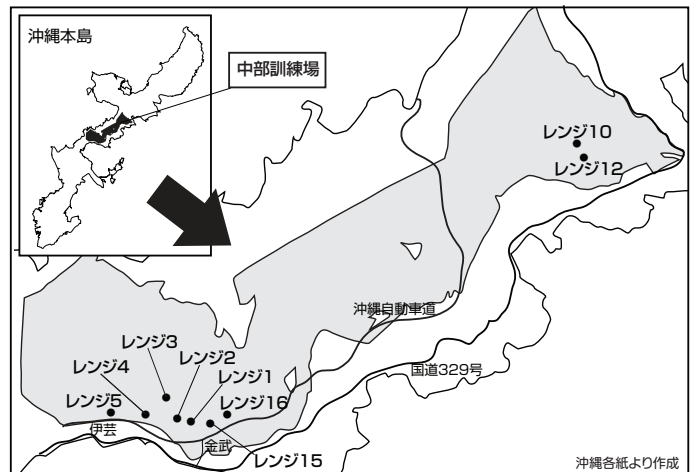 沖縄本島
中部訓練場
レンジ10
レンジ12
沖縄自動車道
レンジ3
レンジ2
レンジ4
レンジ1
国道329号
レンジ5
レンジ16
伊芸
金武
レンジ15
沖縄各紙より作成